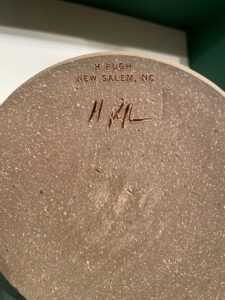 H PUGH
NEW SALEM, NC